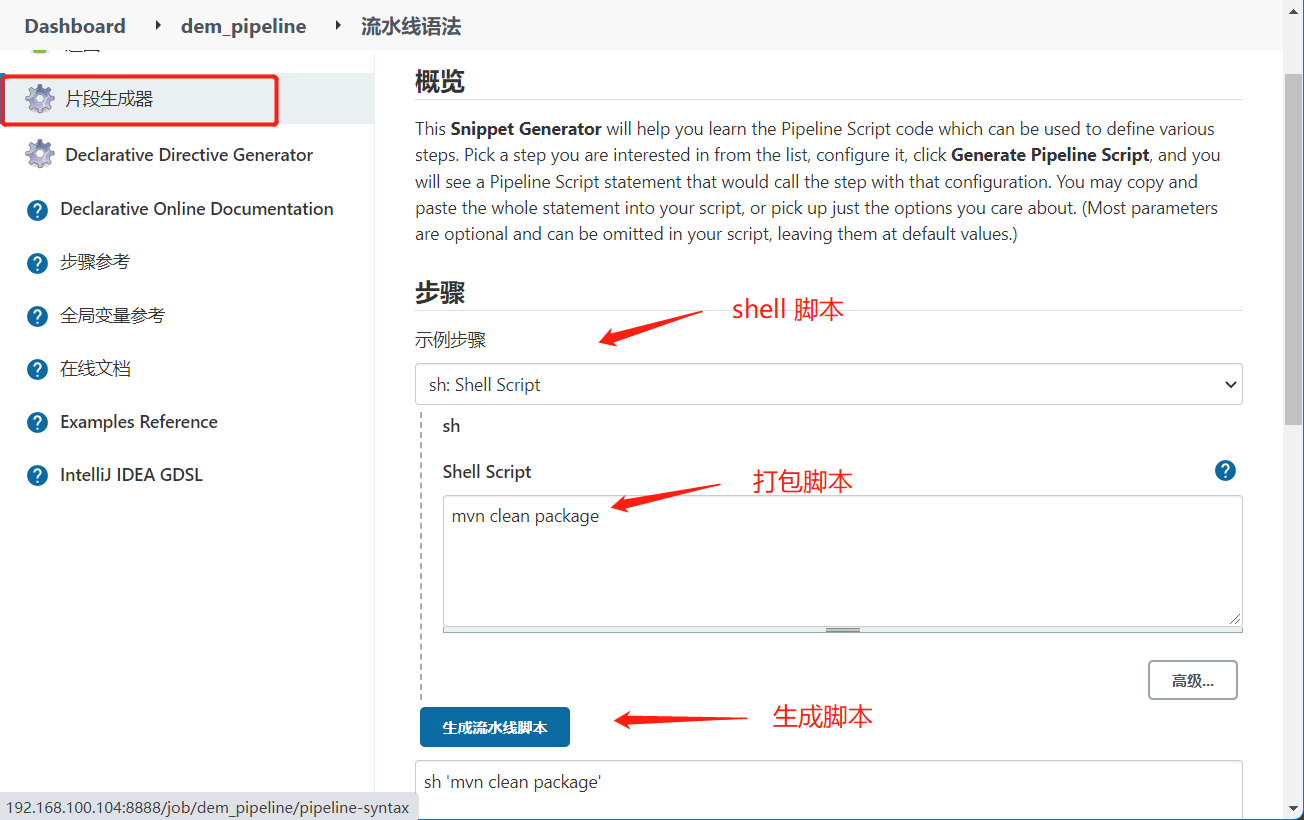 Dashboard
dem_pipeline
流水线语法
片段生成器
Declarative Directive Generator
Declarative Online Documentation
步骤参考
全局变量参考
在线文档
Examples Reference
IntelliJ IDEA GDSL
概览
This Snippet Generator will help you learn the Pipeline Script code which can be used to define various
steps. Pick a step you are interested in from the list, configure it, click Generate Pipeline Script, and you
will see a Pipeline Script statement that would call the step with that configuration. You may copy and
paste the whole statement into your script, or pick up just the options you care about. (Most parameters
are optional and can be omitted in your script, leaving them at default values.)
步骤
shell 脚本
示例步骤
sh: Shell Script
sh
Shell Script
打包脚本
mvn clean package
高级...
生成流水线脚本
生成脚本
sh 'mvn clean package'
192.168.100.104:8888/job/dem_pipeline/pipeline-syntax